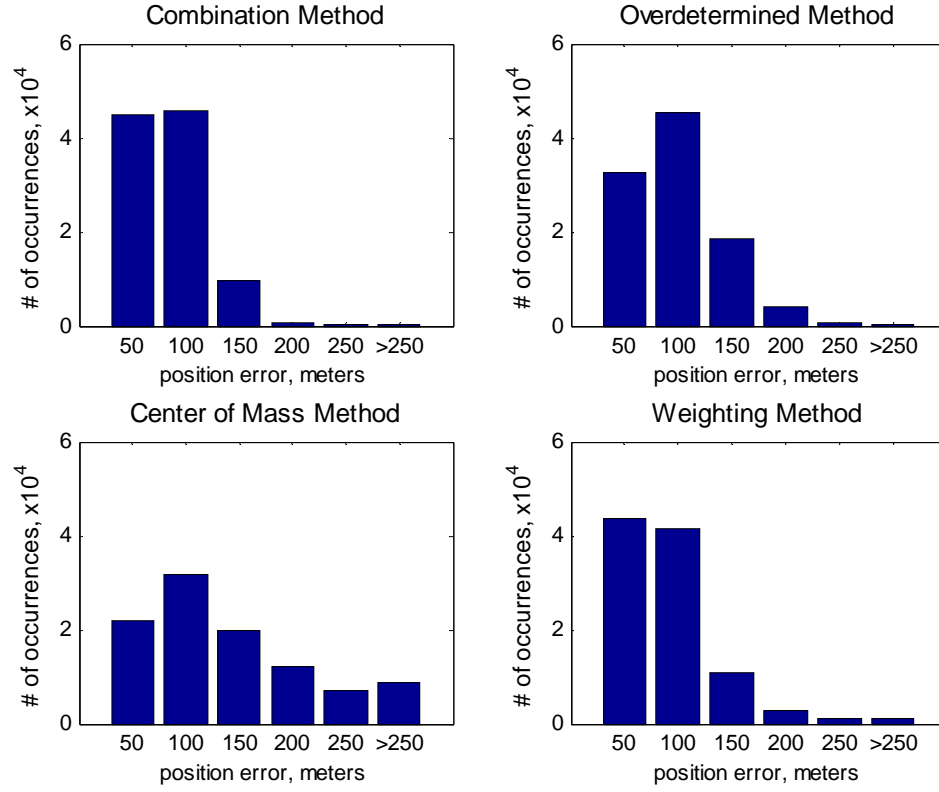 Combination Method
# of occurrences, x10^4
6
4
2
0
50 100 150 200 250 >250
position error, meters
Overdetermined Method
# of occurrences, x10^4
6
4
2
0
50 100 150 200 250 >250
position error, meters
Center of Mass Method
# of occurrences, x10^4
6
4
2
0
50 100 150 200 250 >250
position error, meters
Weighting Method
# of occurrences, x10^4
6
4
2
0
50 100 150 200 250 >250
position error, meters